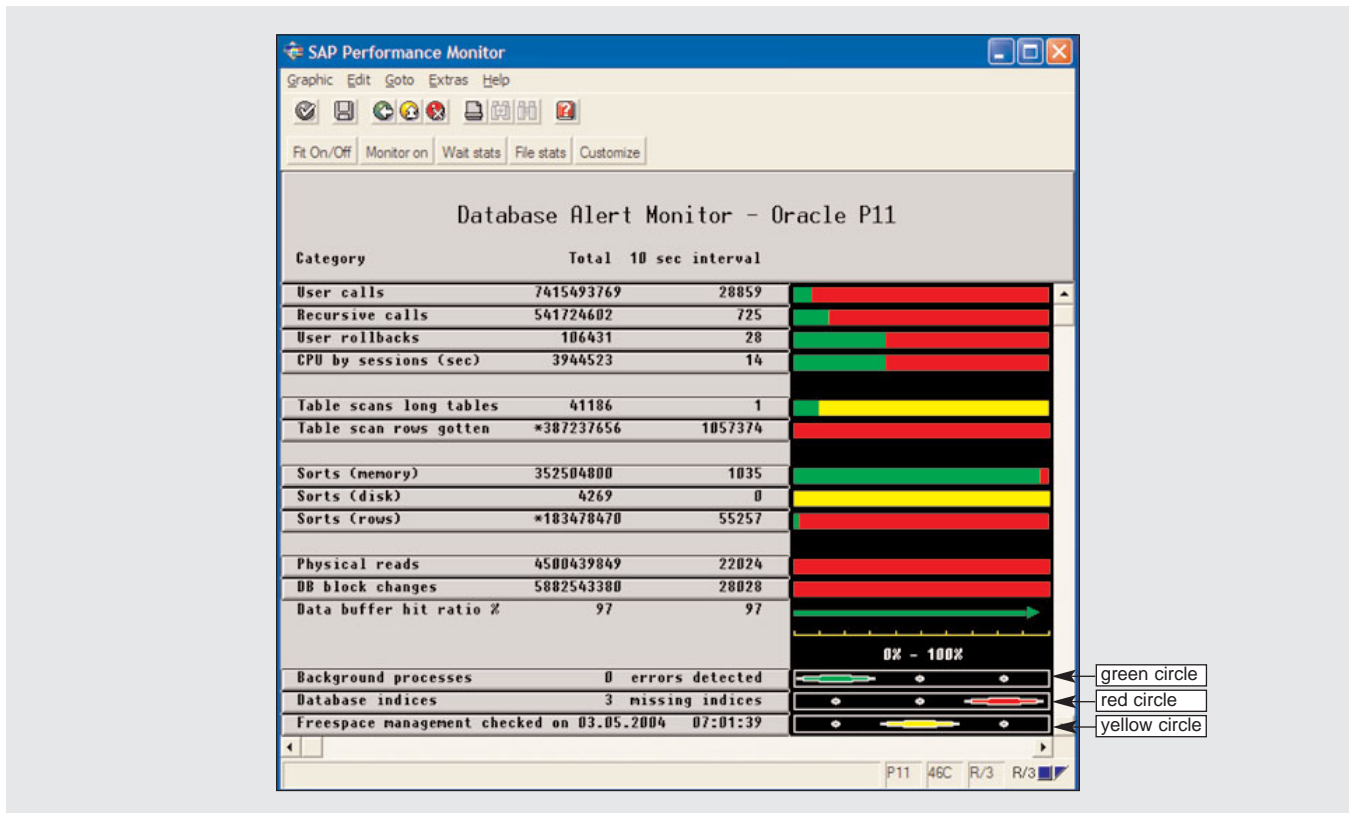 SAP Performance Monitor
Graphic Edit Goto Extras Help
Fit On/Off Monitor on Wait stats File stats Customize
Database Alert Monitor - Oracle P11
Category Total 10 sec interval
User calls 7415493769 28859
Recursive calls 541724602 725
User rollbacks 106431 28
CPU by sessions (sec) 3944523 14
Table scans long tables 41186 1
Table scan rows gotten *387237656 1057374
Sorts (memory) 352504800 1035
Sorts (disk) 4269 0
Sorts (rows) *183478470 55257
Physical reads 4500439849 22024
DB block changes 5882543380 28028
Data buffer hit ratio % 97 97
0% - 100%
Background processes 0 errors detected green circle
Database indices 3 missing indices red circle
Freespace management checked on 03.05.2004 07:01:39 yellow circle
P11 46C R/3 R/3